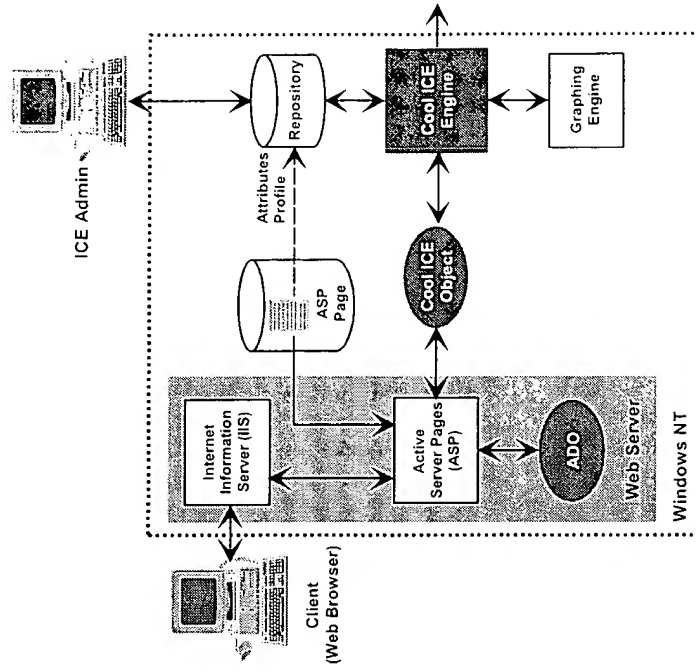 ICE Admin
Client
(Web Browser)
Internet
Information
Server (IIS)
ASP
Page
Attributes
Profile
Repository
Active
Server Pages
(ASP)
Cool ICE
Object
Cool ICE
Engine
ADO
Graphing
Engine
Web Server
Windows NT